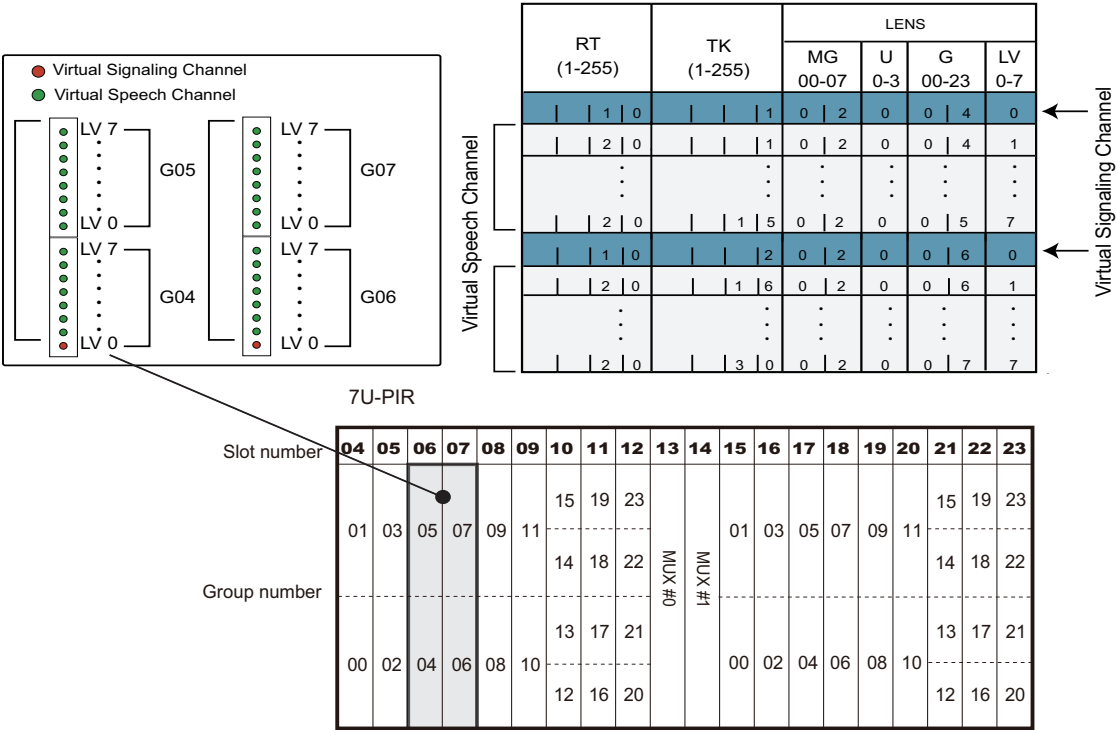 Virtual Signaling Channel
Virtual Speech Channel
LV 7
LV 0
G05
LV 7
LV 0
G07
LV 7
LV 0
G04
LV 7
LV 0
G06
RT (1-255) TK (1-255) LENS
MG 00-07 U 0-3 G 00-23 LV 0-7
1 0 1 0 2 0 0 4 0
2 0 1 0 2 0 0 4 1
2 0 1 5 0 2 0 0 5 7
1 0 2 0 2 0 0 6 0
2 0 1 6 0 2 0 0 6 1
2 0 3 0 0 2 0 0 7 7
Virtual Speech Channel
Virtual Signaling Channel
7U-PIR
Slot number 04 05 06 07 08 09 10 11 12 13 14 15 16 17 18 19 20 21 22 23
15 19 23 15 19 23
01 03 05 07 09 11 01 03 05 07 09 11
14 18 22 14 18 22
MUX #0 MUX #1
Group number
13 17 21 13 17 21
00 02 04 06 08 10 00 02 04 06 08 10
12 16 20 12 16 20